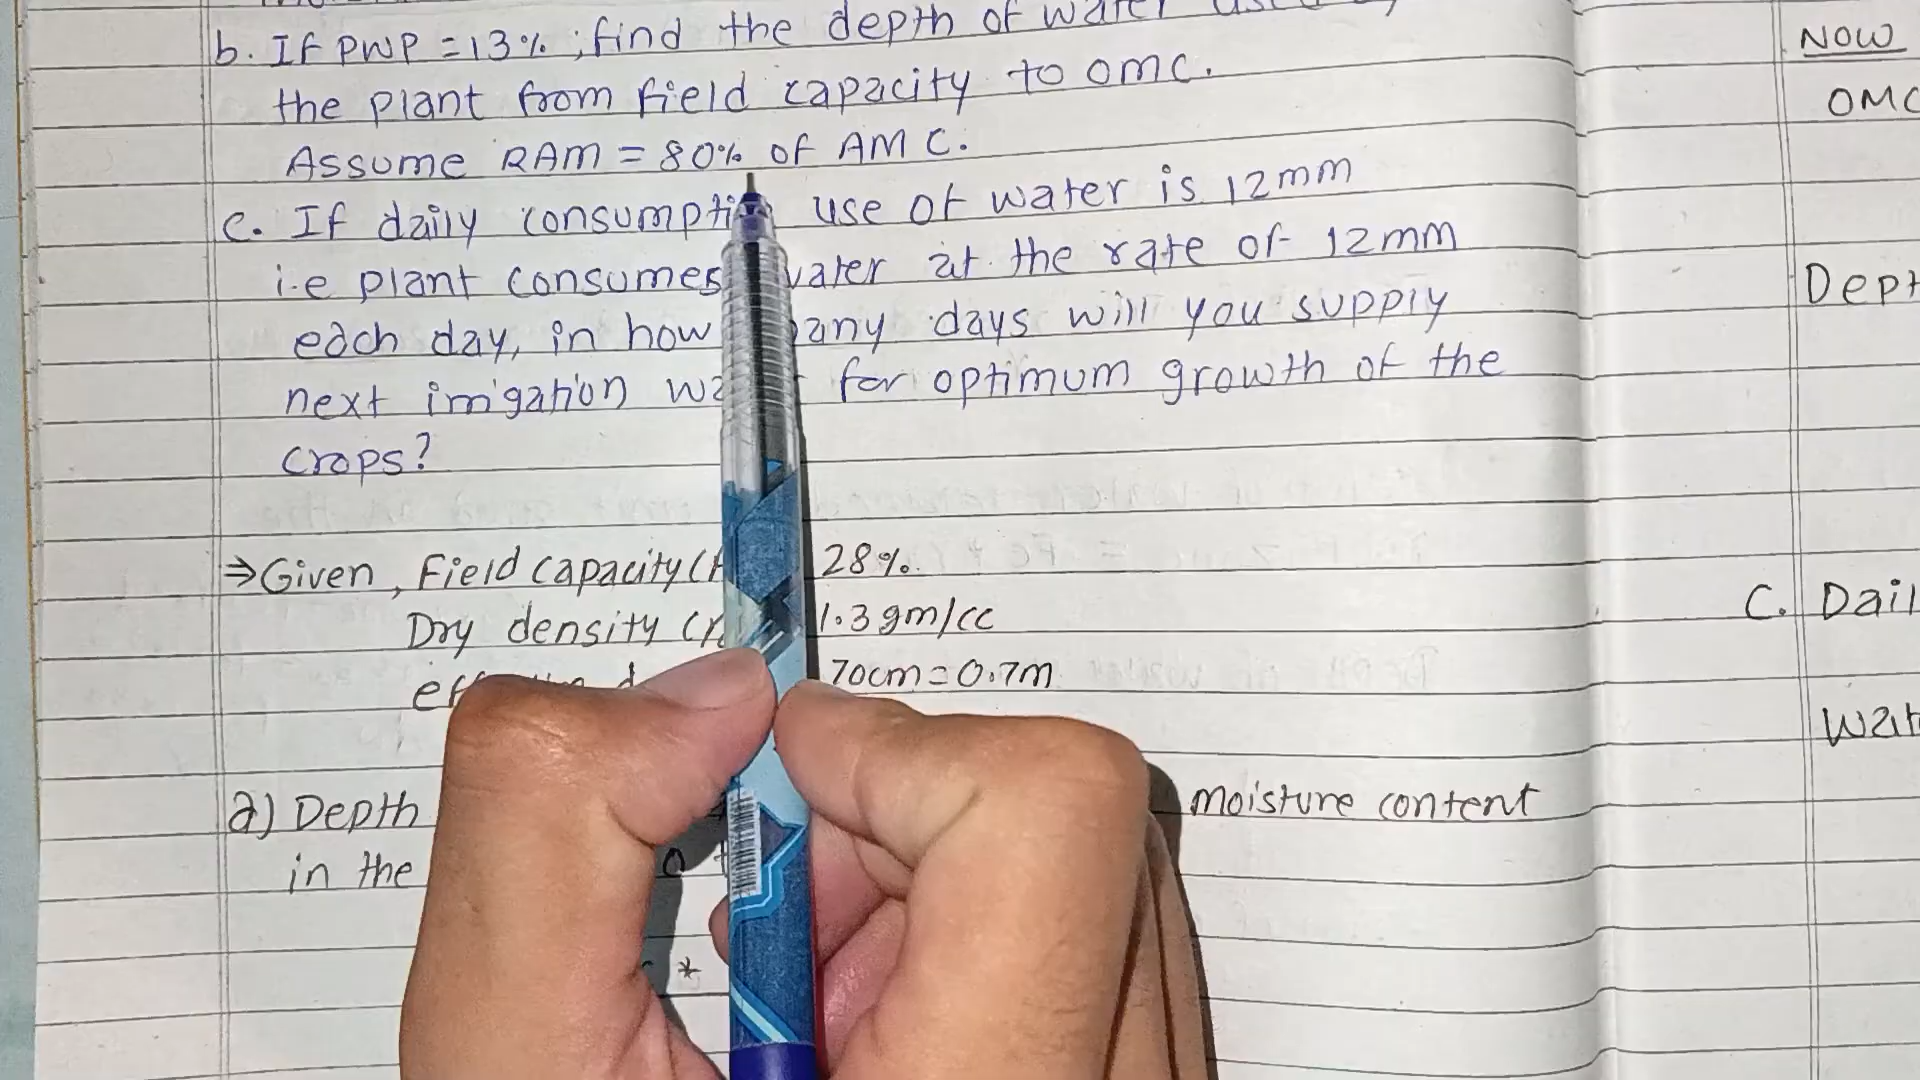 b. If PWP = 13%; find the depth of water
the plant from field capacity to OMC.
Assume RAM = 80% of AMC.
c. If daily consumptive use of water is 12mm
i.e plant consumes water at the rate of 12mm
each day, in how many days will you supply
next irrigation water for optimum growth of the
crops?
⇒ Given, Field capacity ( 28%.
Dry density ( 1.3 gm/cc
70cm = 0.7m
a) Depth moisture content
in the
*
NOW
OMC
Dept
C. Dail
Wat